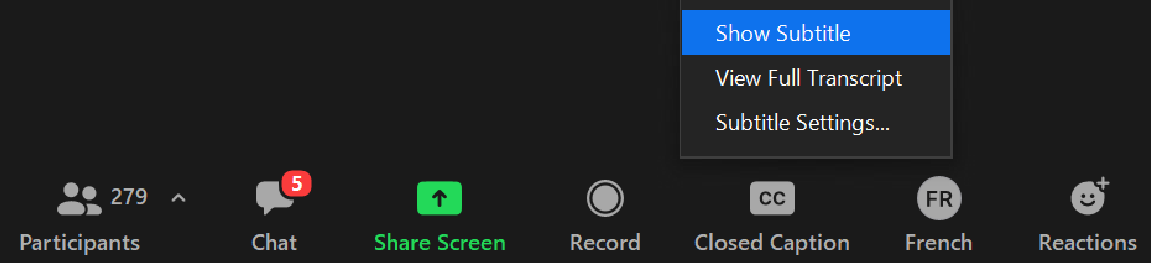 Show Subtitle
View Full Transcript
Subtitle Settings...
279
5
CC
FR
Participants
Chat
Share Screen
Record
Closed Caption
French
Reactions